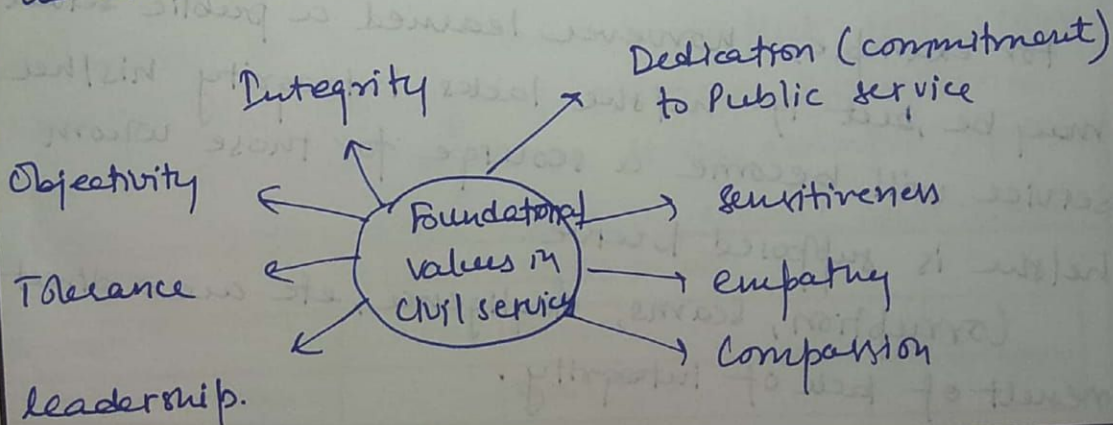 Dedication (commitment)
to Public service
Integrity
Objectivity
sensitiveness
Foundational
values in
civil service
Tolerance
empathy
Compassion
leadership.